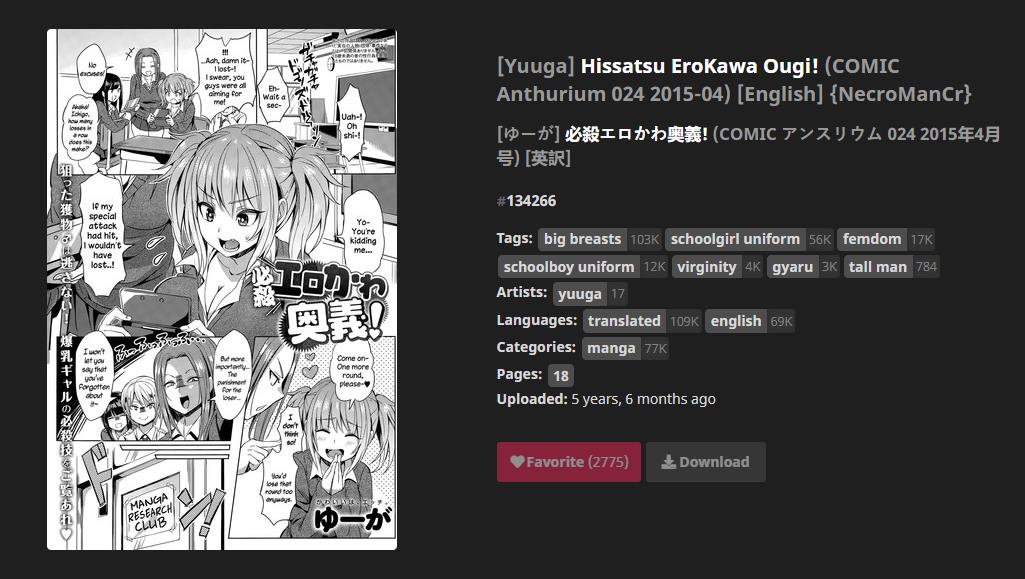 No excuses!
Akeka! Ichigo, how many losses in a row does this make?
!!!
...Aah, damn it-
I lost~!
I swear, you guys were all aiming for me!
Eh-
Wait a sec-
Uah-!
Oh shi-!
If my special attack had hit, I wouldn't have lost..!
Yo-
You're kidding me...
狙った獲物♂は逃さない!
爆乳ギャルの必殺技をご覧あれ♡
必殺
エロかわ
奥義!
I won't let you say that you've forgotten about it~
But more importantly... The punishment for the loser...
Come on~ One more round, please~♥
I don't think so!
You'd lose that round too anyways.
MANGA RESEARCH CLUB
ゆーが
[Yuuga] Hissatsu EroKawa Ougi! (COMIC
Anthurium 024 2015-04) [English] {NecroManCr}
[ゆーが] 必殺エロかわ奥義! (COMIC アンスリウム 024 2015年4月
号) [英訳]
#134266
Tags: big breasts 103K schoolgirl uniform 56K femdom 17K
schoolboy uniform 12K virginity 4K gyaru 3K tall man 784
Artists: yuuga 17
Languages: translated 109K english 69K
Categories: manga 77K
Pages: 18
Uploaded: 5 years, 6 months ago
Favorite (2775) Download